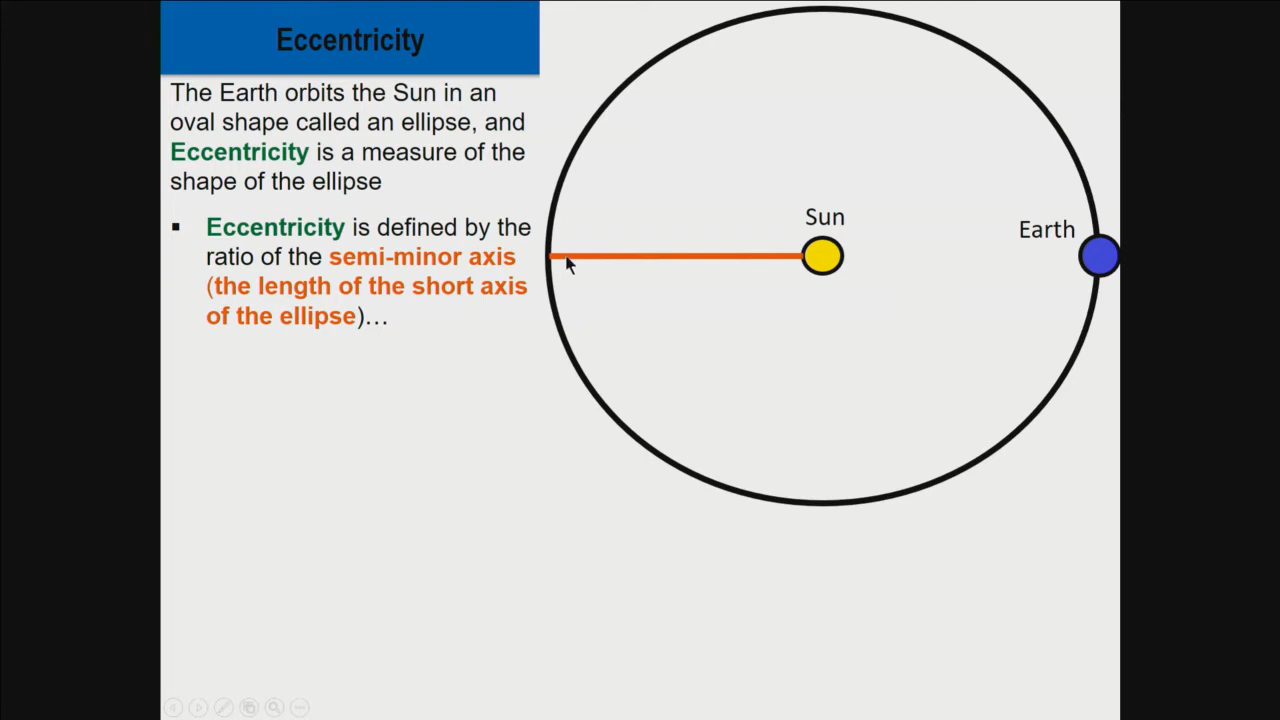 Eccentricity
The Earth orbits the Sun in an
oval shape called an ellipse, and
Eccentricity is a measure of the
shape of the ellipse
▪ Eccentricity is defined by the
ratio of the semi-minor axis
(the length of the short axis
of the ellipse)…
Sun
Earth